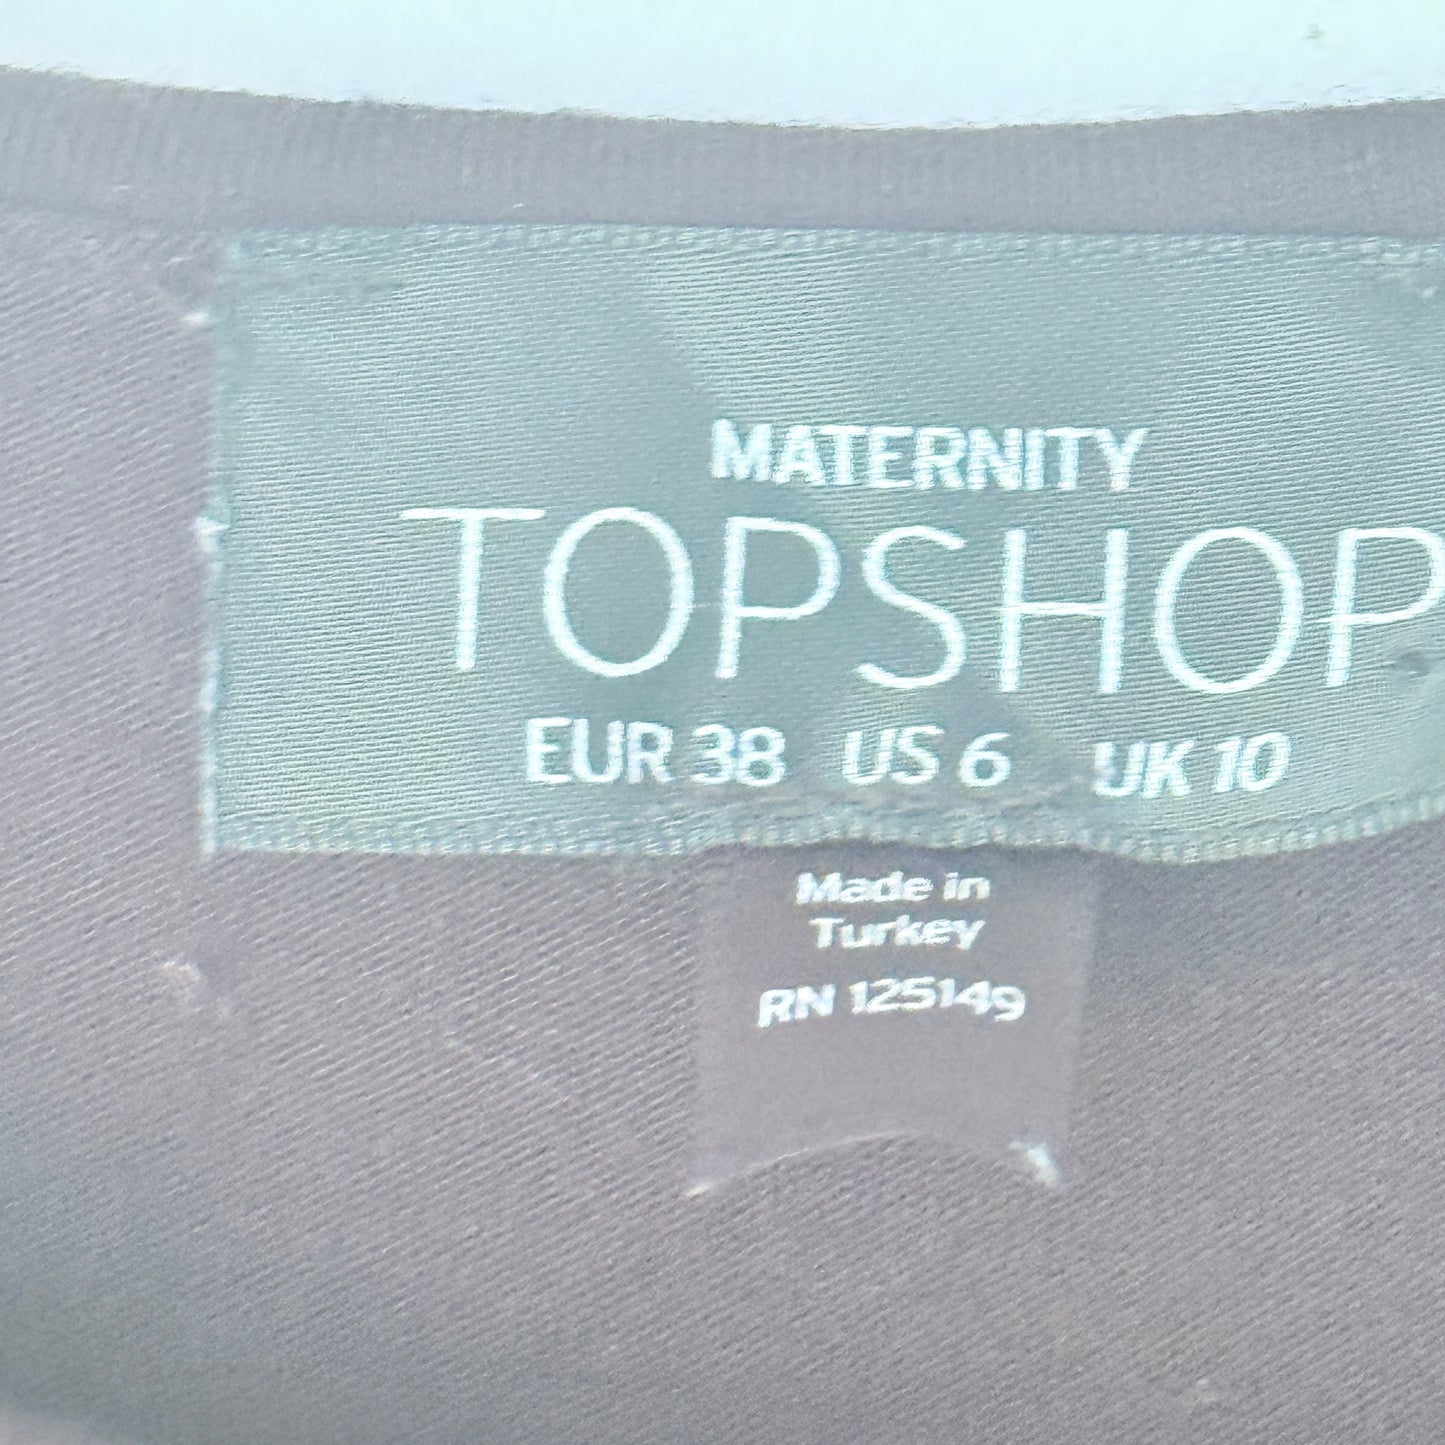 MATERNITY
TOPSHOP
EUR 38 US 6 UK 10
Made in
Turkey
RN 125149